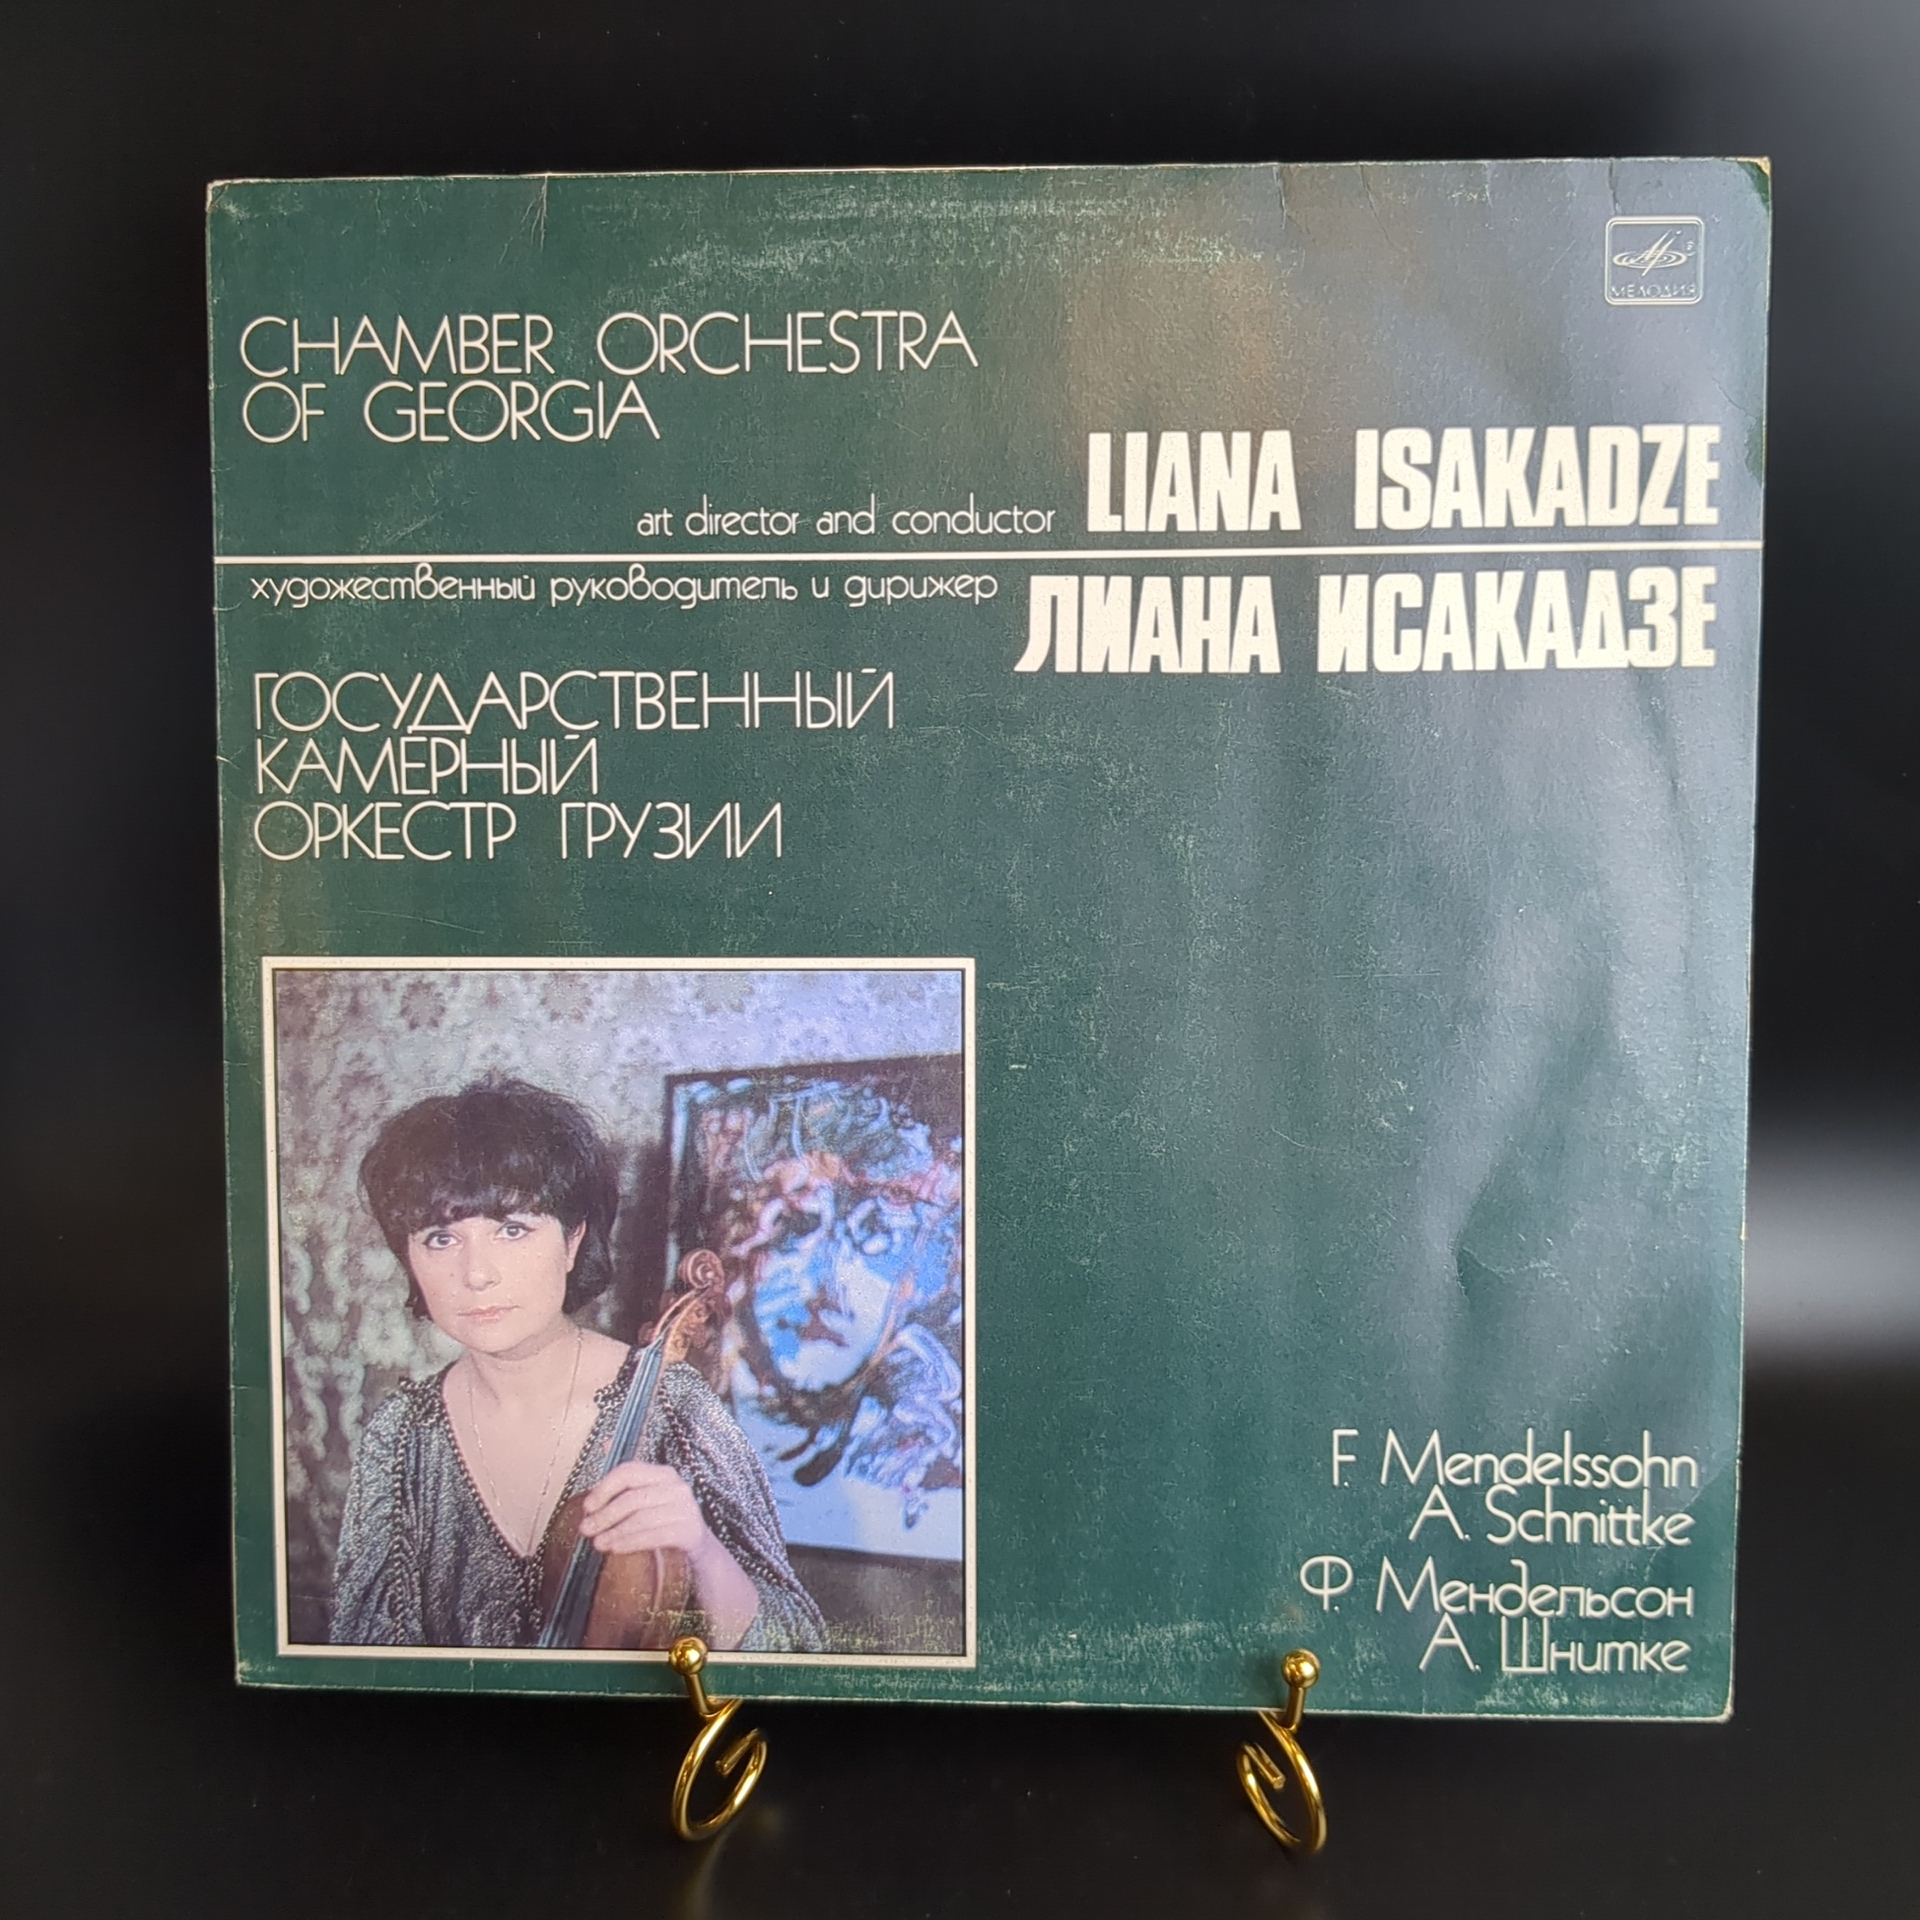 МЕЛОДИЯ
CHAMBER ORCHESTRA
OF GEORGIA
art director and conductor LIANA ISAKADZE
художественный руководитель и дирижер ЛИАНА ИСАКАДЗЕ
ГОСУДАРСТВЕННЫЙ
КАМЕРНЫЙ
ОРКЕСТР ГРУЗИИ
F. Mendelssohn
A. Schnittke
Ф. Мендельсон
А. Шнитке